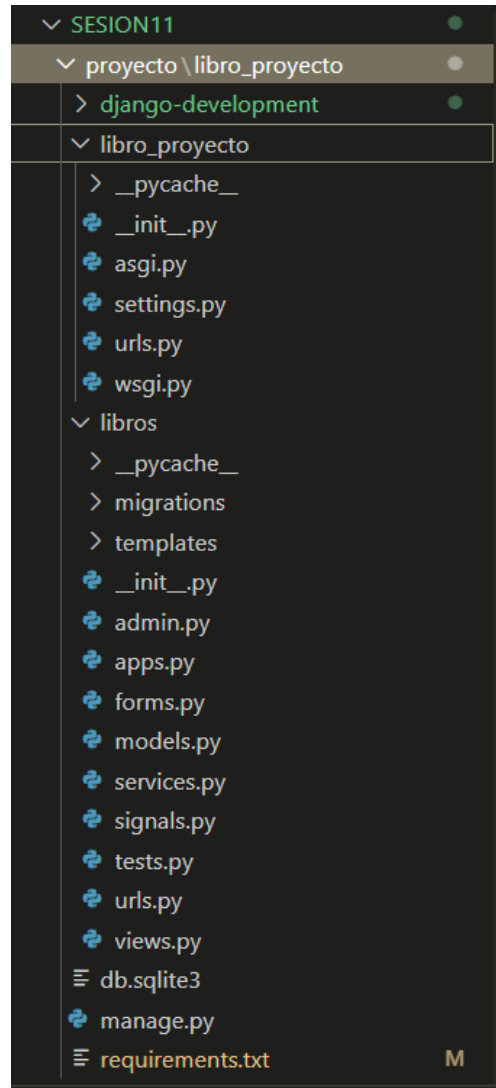 SESION11
proyecto\libro_proyecto
django-development
libro_proyecto
__pycache__
__init__.py
asgi.py
settings.py
urls.py
wsgi.py
libros
__pycache__
migrations
templates
__init__.py
admin.py
apps.py
forms.py
models.py
services.py
signals.py
tests.py
urls.py
views.py
db.sqlite3
manage.py
requirements.txt M